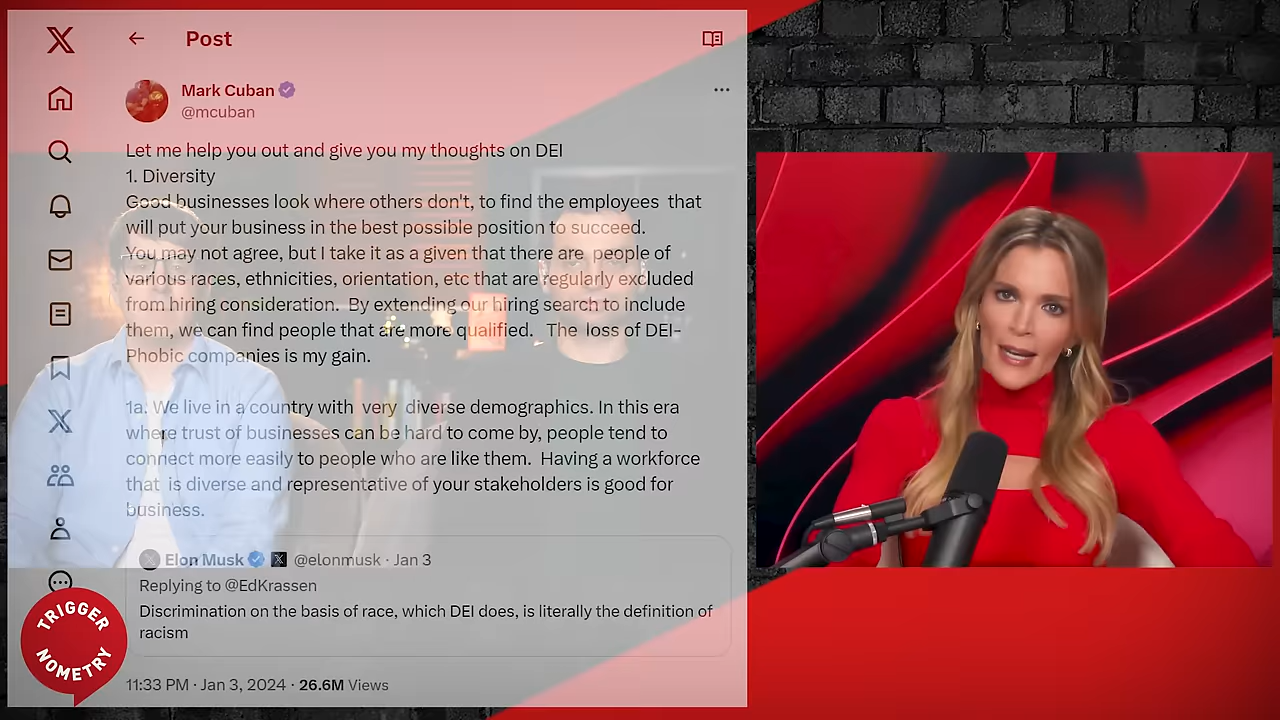 Post
Mark Cuban
@mcuban
Let me help you out and give you my thoughts on DEI
1. Diversity
Good businesses look where others don't, to find the employees that
will put your business in the best possible position to succeed.
You may not agree, but I take it as a given that there are people of
various races, ethnicities, orientation, etc that are regularly excluded
from hiring consideration. By extending our hiring search to include
them, we can find people that are more qualified. The loss of DEI-
Phobic companies is my gain.
1a. We live in a country with very diverse demographics. In this era
where trust of businesses can be hard to come by, people tend to
connect more easily to people who are like them. Having a workforce
that is diverse and representative of your stakeholders is good for
business.
Elon Musk @elonmusk · Jan 3
Replying to @EdKrassen
Discrimination on the basis of race, which DEI does, is literally the definition of
racism
11:33 PM · Jan 3, 2024 · 26.6M Views
TRIGGER
NOMETRY